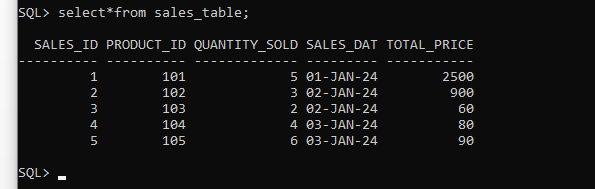 SQL> select*from sales_table;
SALES_ID PRODUCT_ID QUANTITY_SOLD SALES_DAT TOTAL_PRICE
---------- ---------- ------------- --------- -----------
1 101 5 01-JAN-24 2500
2 102 3 02-JAN-24 900
3 103 2 02-JAN-24 60
4 104 4 03-JAN-24 80
5 105 6 03-JAN-24 90
SQL> _